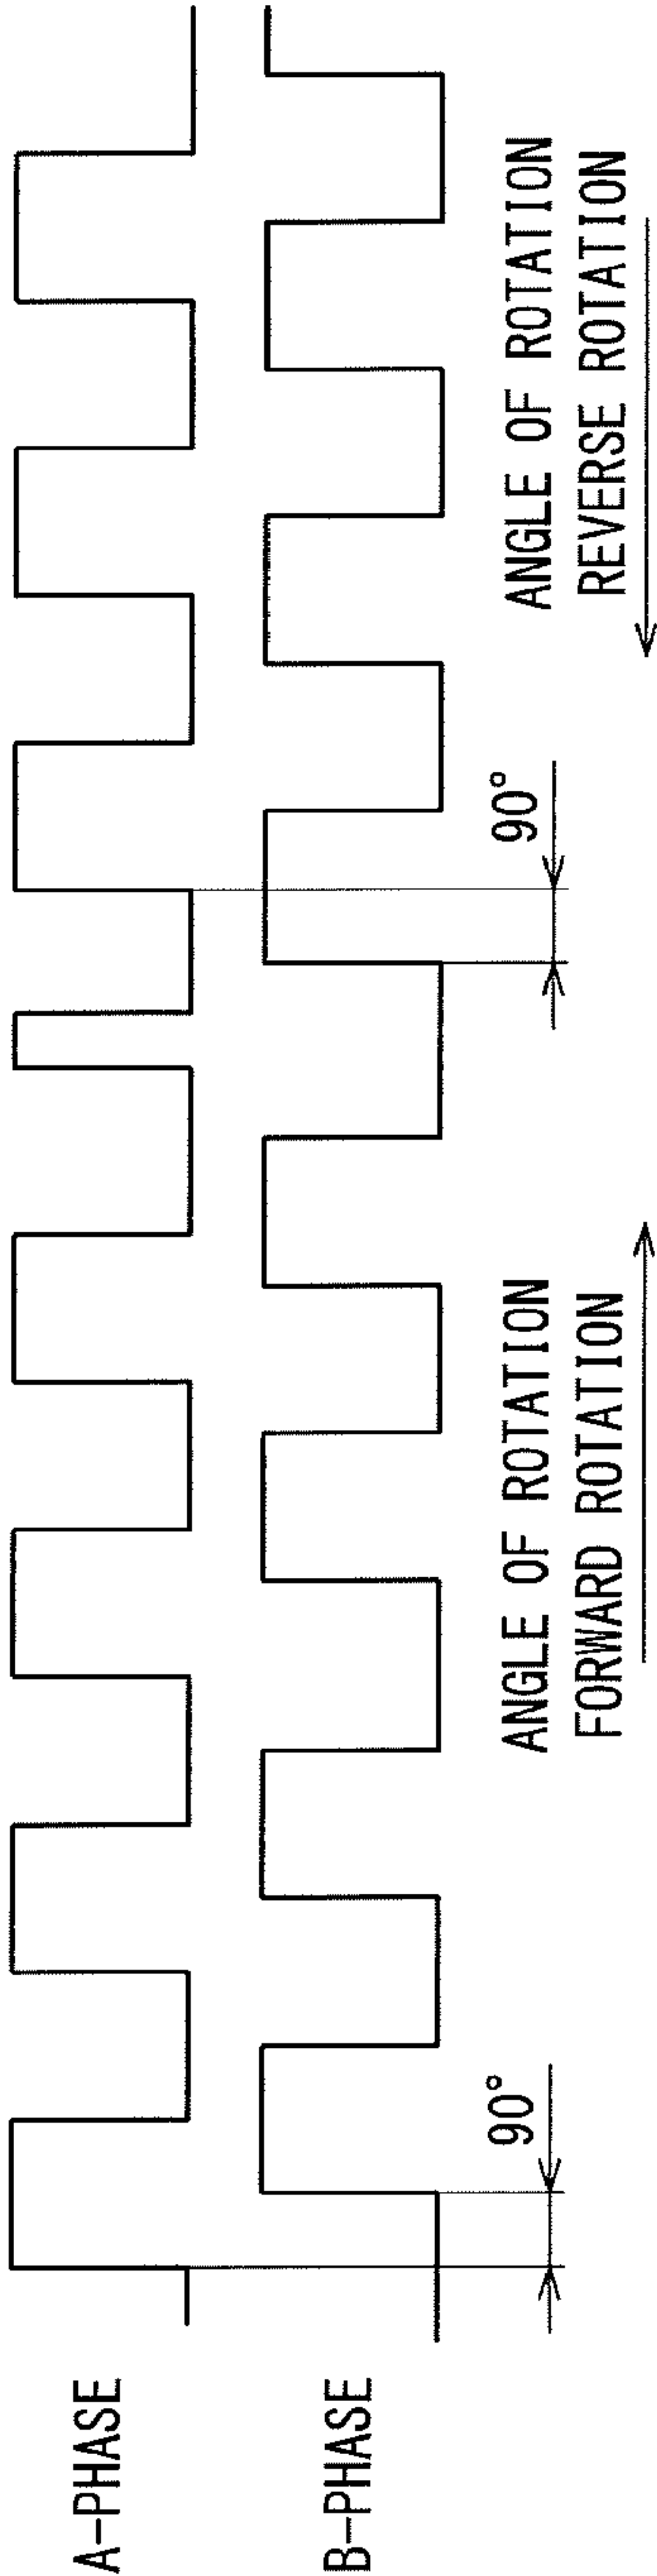 A-PHASE
B-PHASE
90°
90°
ANGLE OF ROTATION
FORWARD ROTATION
ANGLE OF ROTATION
REVERSE ROTATION